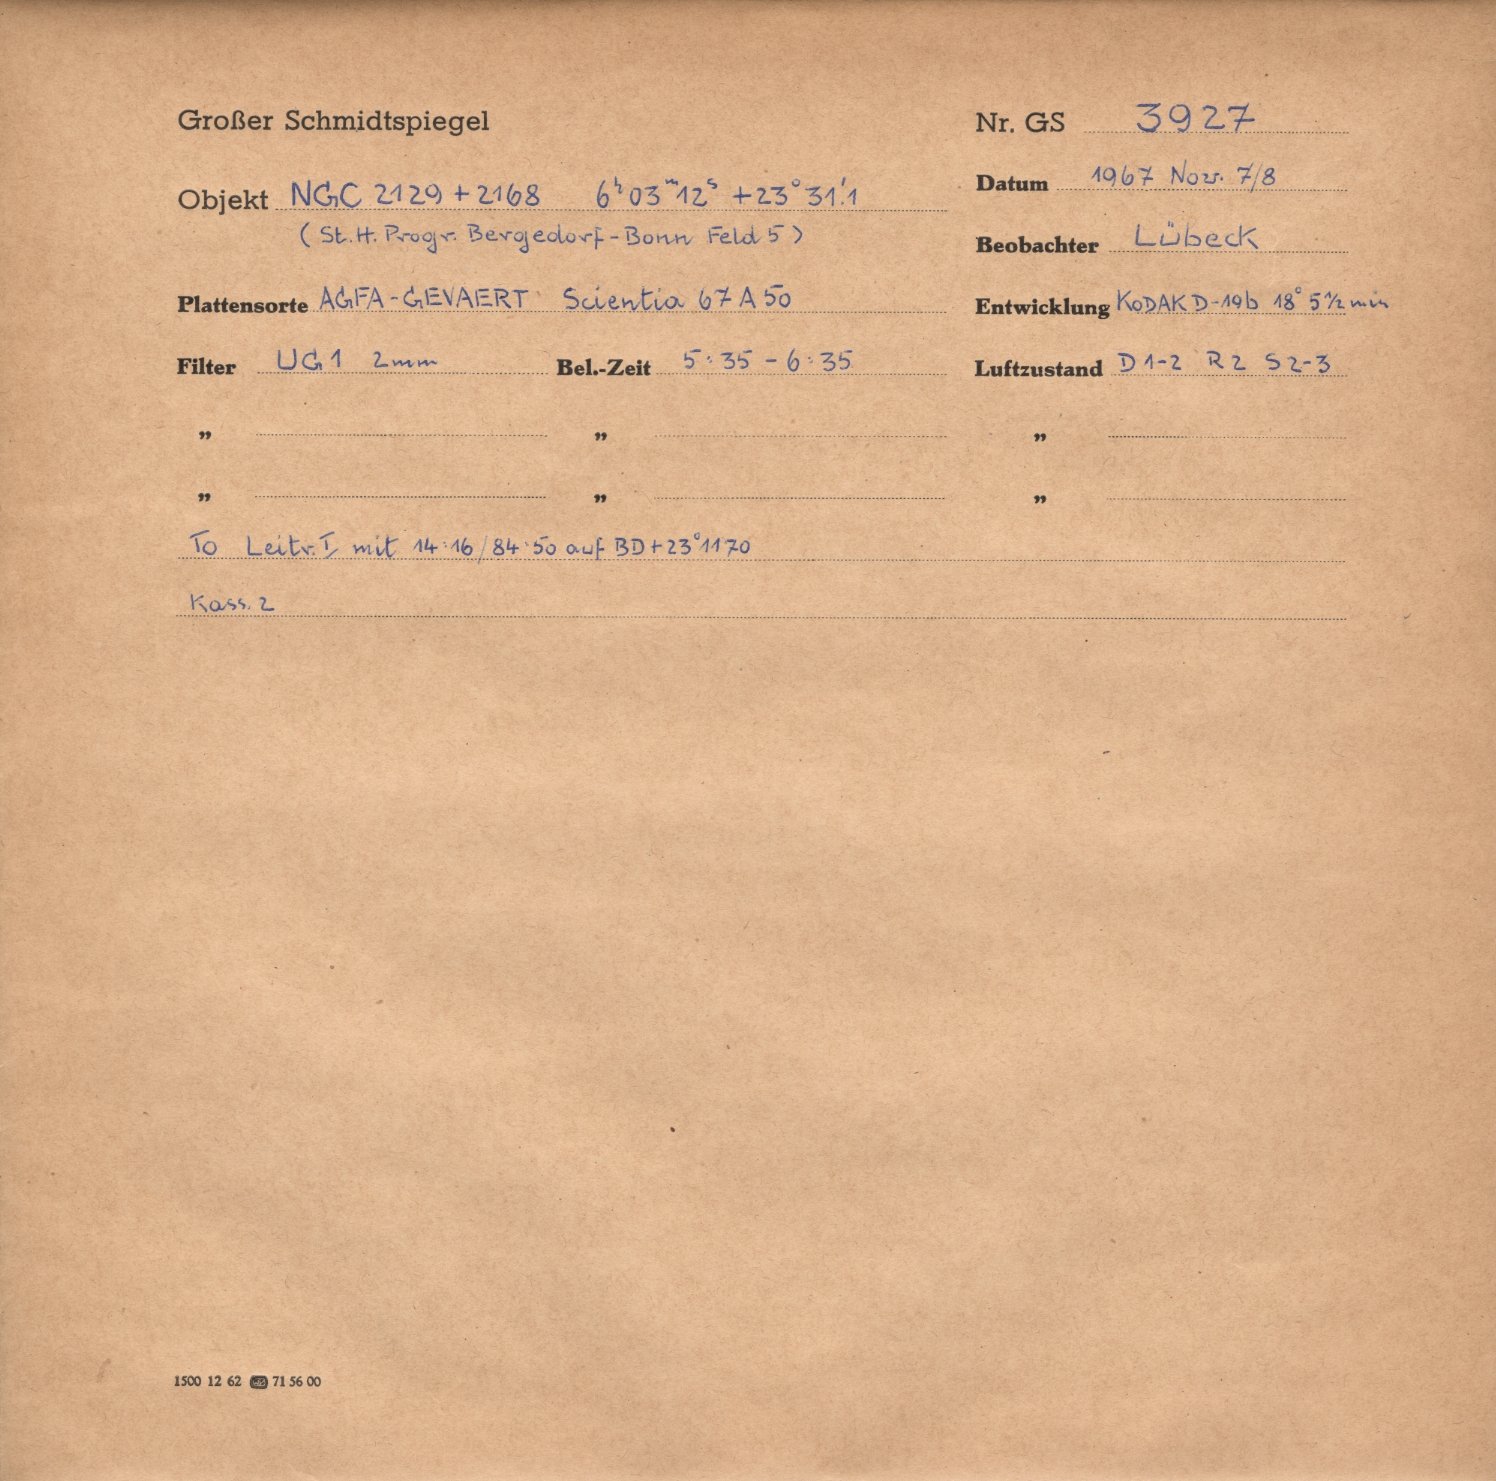 Großer Schmidtspiegel
Nr. GS 3927
Objekt NGC 2129 + 2168 6ʰ03ᵐ12ˢ +23°31'.1
(St. H. Progr. Bergedorf-Bonn Feld 5)
Datum 1967 Nov. 7/8
Beobachter Lübeck
Plattensorte AGFA-GEVAERT Scientia 67 A 50
Entwicklung KODAK D-19b 18° 5 1/2 min
Filter UG 1 2mm Bel.-Zeit 5:35 - 6:35 Luftzustand D 1-2 R 2 S 2-3
„ „ „
„ „ „
To Leitr. I, mit 14:16/84:50 auf BD+23°1170
Kass. 2
1500 12 62 71 56 00